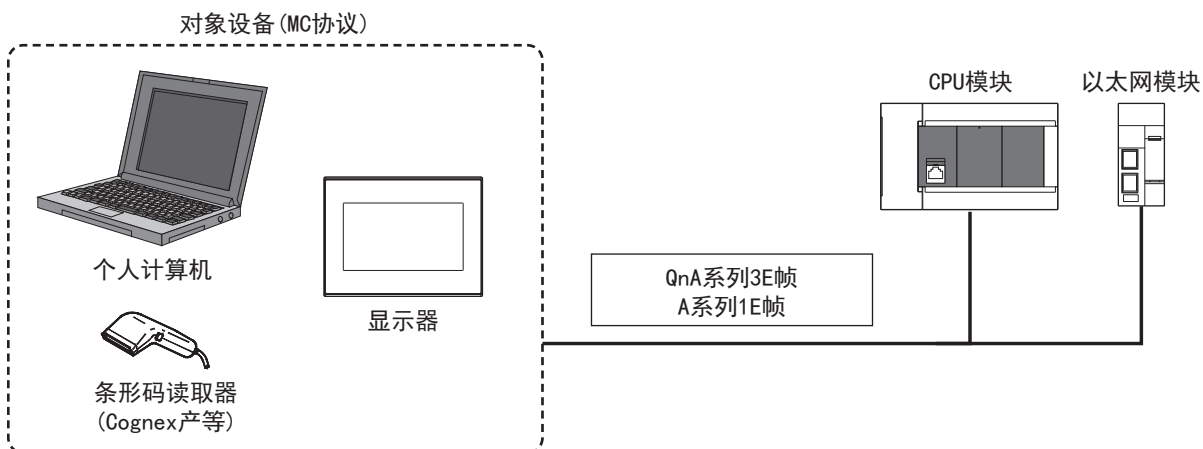 对象设备(MC协议)
CPU模块
以太网模块
个人计算机
显示器
QnA系列3E帧
A系列1E帧
条形码读取器
(Cognex产等)